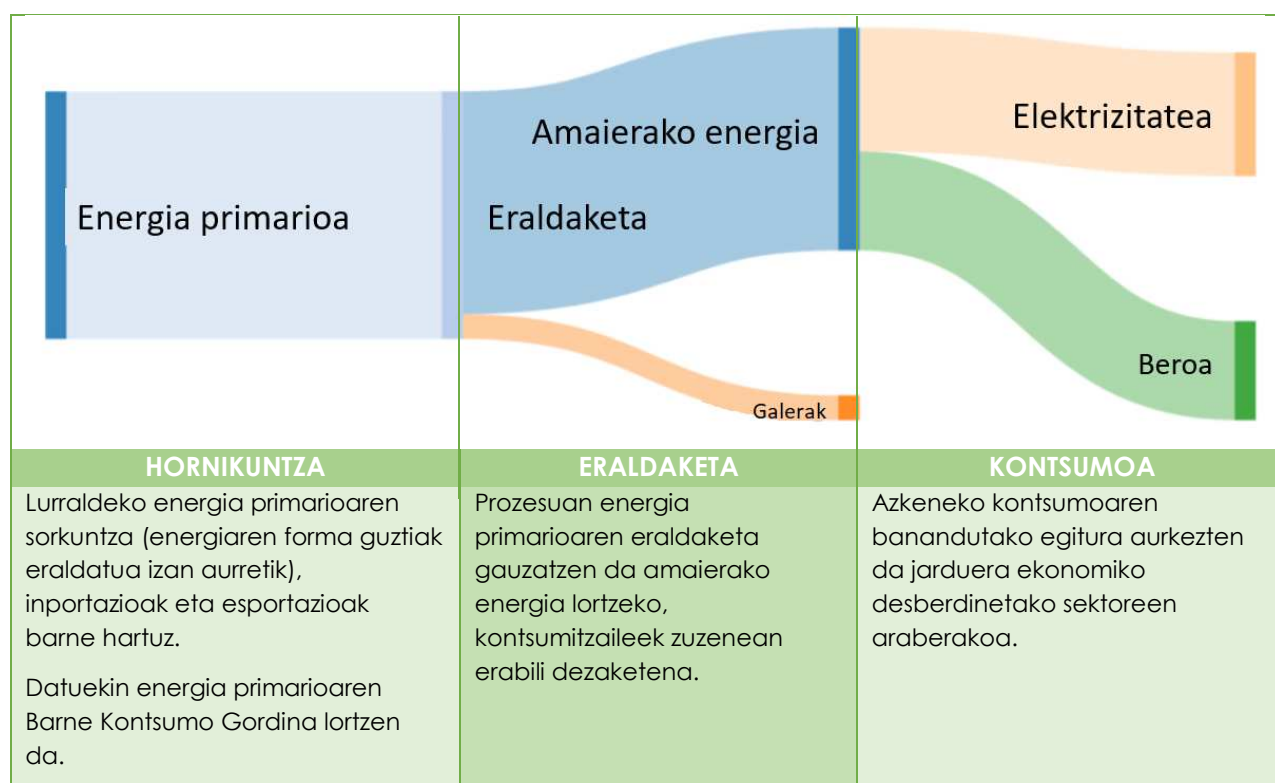 Amaierako energia
Elektrizitatea
Energia primarioa
Eraldaketa
Beroa
Galerak
HORNIKUNTZA
Lurraldeko energia primarioaren
sorkuntza (energiaren forma guztiak
eraldatua izan aurretik),
inportazioak eta esportazioak
barne hartuz.
Datuekin energia primarioaren
Barne Kontsumo Gordina lortzen
da.
ERALDAKETA
Prozesuan energia
primarioaren eraldaketa
gauzatzen da amaierako
energia lortzeko,
kontsumitzaileek zuzenean
erabili dezaketena.
KONTSUMOA
Azkeneko kontsumoaren
banandutako egitura aurkezten
da jarduera ekonomiko
desberdinetako sektoreen
araberakoa.